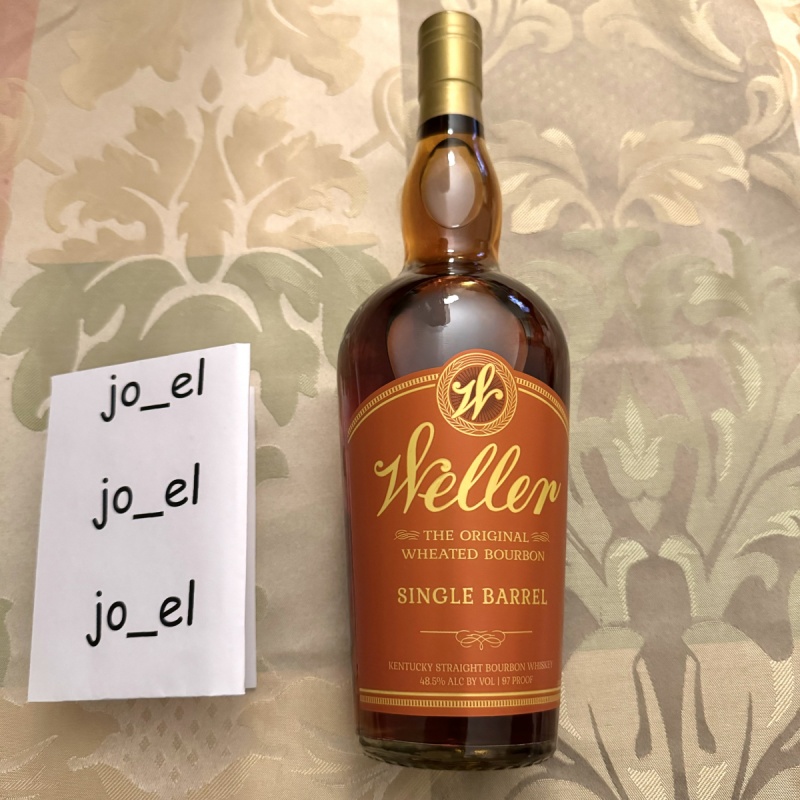 jo_el
jo_el
jo_el
W
Weller
THE ORIGINAL
WHEATED BOURBON
SINGLE BARREL
KENTUCKY STRAIGHT BOURBON WHISKEY
48.5% ALC BY VOL | 97 PROOF